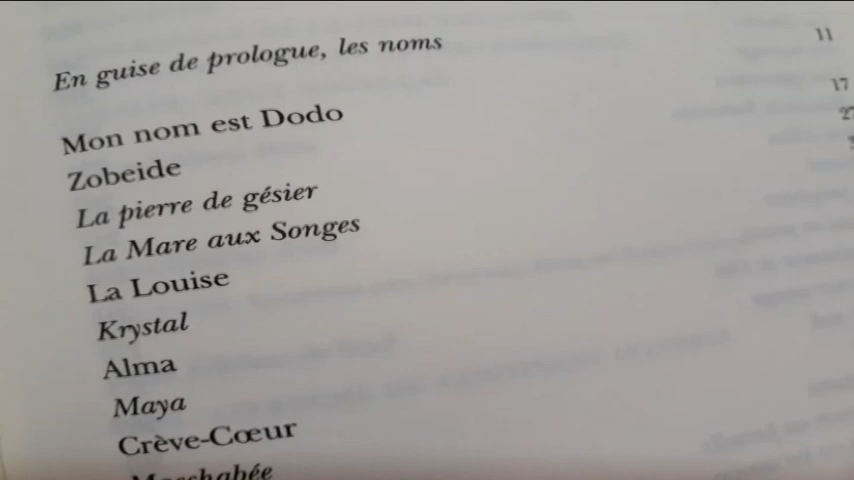 En guise de prologue, les noms 11
Mon nom est Dodo 17
Zobeide
La pierre de gésier
La Mare aux Songes
La Louise
Krystal
Alma
Maya
Crève-Cœur